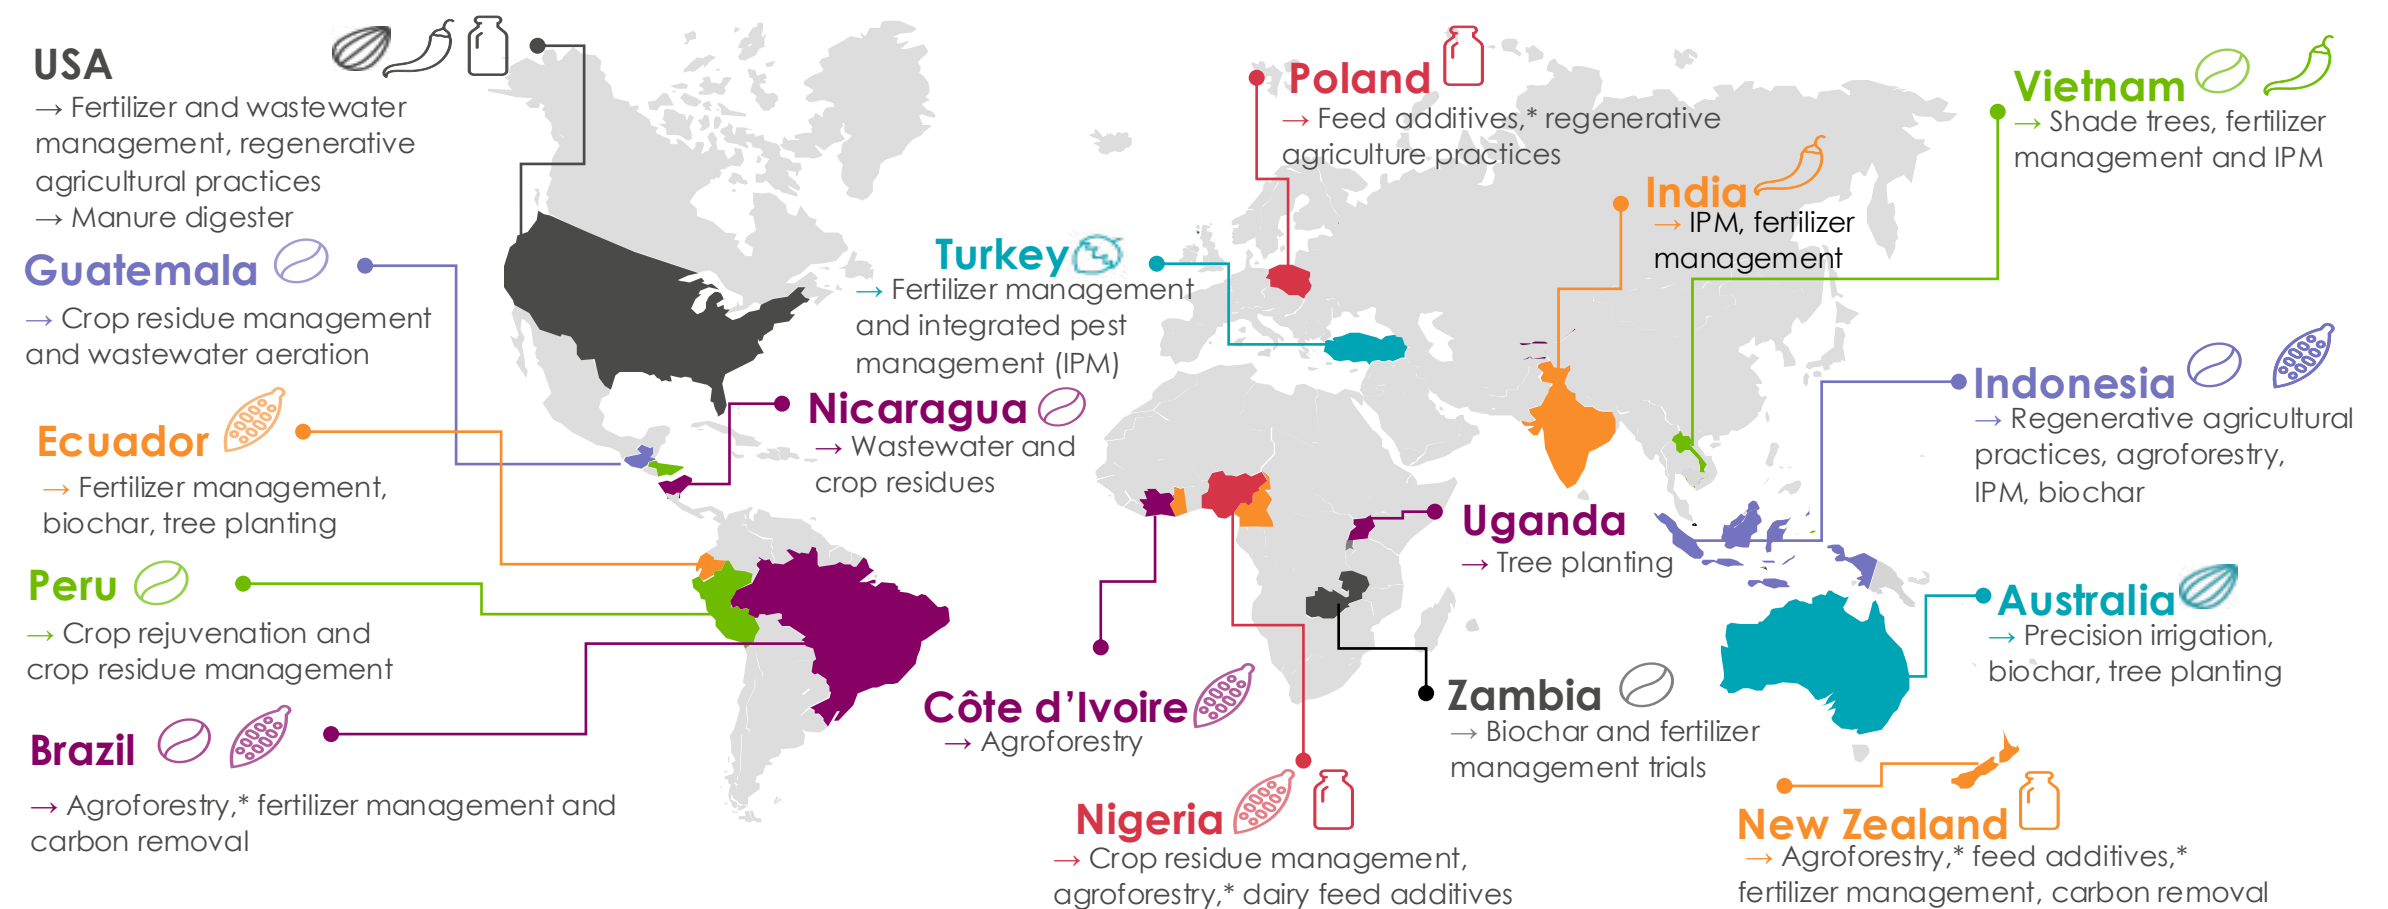 USA
→ Fertilizer and wastewater
management, regenerative
agricultural practices
→ Manure digester
Guatemala
→ Crop residue management
and wastewater aeration
Ecuador
→ Fertilizer management,
biochar, tree planting
Peru
→ Crop rejuvenation and
crop residue management
Brazil
→ Agroforestry,* fertilizer management and
carbon removal
Turkey
→ Fertilizer management
and integrated pest
management (IPM)
Nicaragua
→ Wastewater and
crop residues
Côte d’Ivoire
→ Agroforestry
Nigeria
→ Crop residue management,
agroforestry,* dairy feed additives
Poland
→ Feed additives,* regenerative
agriculture practices
India
→ IPM, fertilizer
management
Uganda
→ Tree planting
Zambia
→ Biochar and fertilizer
management trials
Vietnam
→ Shade trees, fertilizer
management and IPM
Indonesia
→ Regenerative agricultural
practices, agroforestry,
IPM, biochar
Australia
→ Precision irrigation,
biochar, tree planting
New Zealand
→ Agroforestry,* feed additives,*
fertilizer management, carbon removal